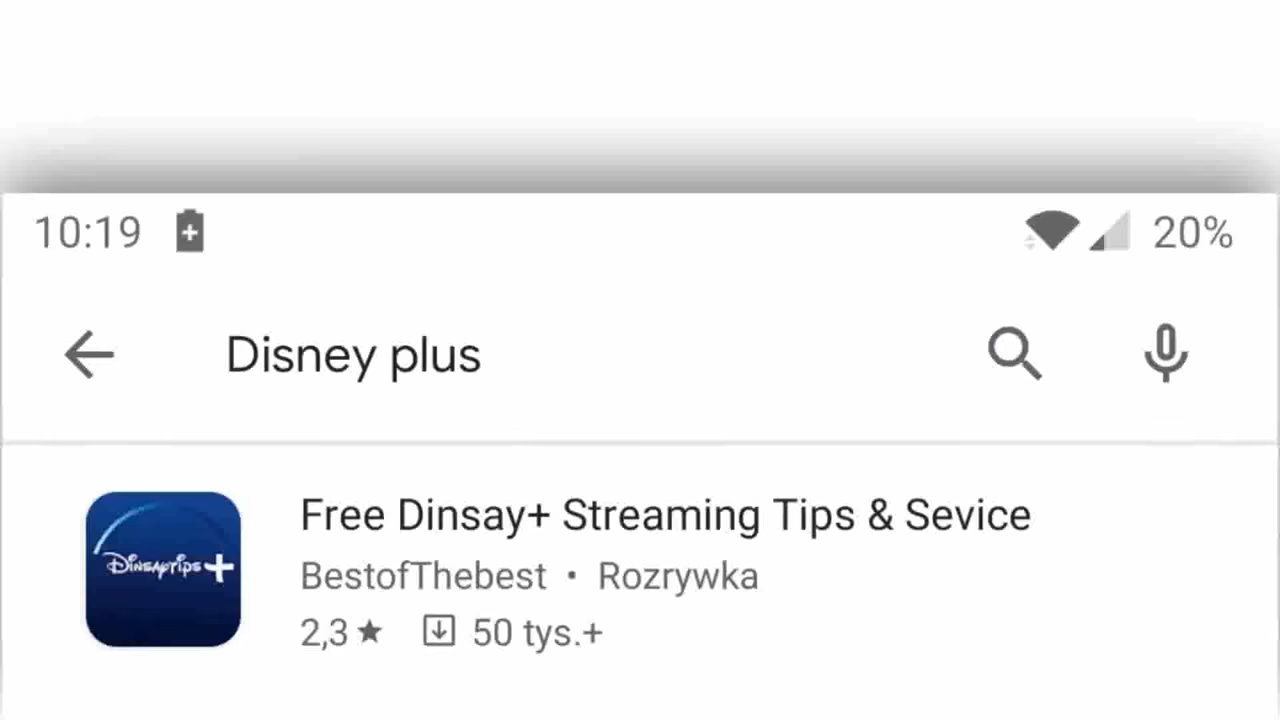 10:19 20%
Disney plus
Free Dinsay+ Streaming Tips & Sevice
DinsayTips+
BestofThebest • Rozrywka
2,3★ 50 tys.+